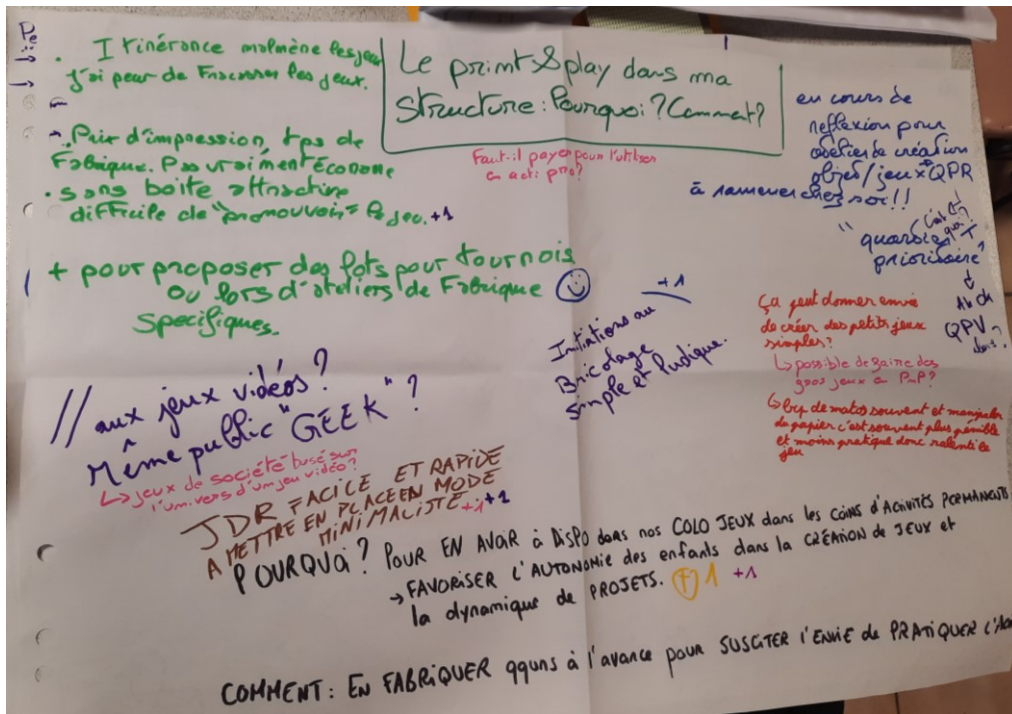 Le print & play dans ma
structure : Pourquoi ? Comment ?
Faut-il payer pour l'utiliser
en acti pro ?
. Itinérance malmène les jeux
j'ai peur de Fracasser les jeux.
Prix d'impression, tps de
Fabrique. Pas vraiment Économe
. sans boite attractive
difficile de "promouvoir" le jeu. +1
+ pour proposer des lots pour tournois
ou lors d'ateliers de Fabrique
Specifiques.
en cours de
reflexion pour
atelier de création
objet/jeux QPR
à ramener chez soi !!
"quartier
prioritaire"
C'est
quoi ?
Ah ok
QPV
+1
Initiations au
Bricolage
simple et ludique.
Ça peut donner envie
de créer des petits jeux
simples ?
↳ possible de faire des
gros jeux en PnP ?
↳ bcp de matos souvent et manipuler
du papier c'est souvent plus pénible
et moins pratique donc ralenti le
jeu
// aux jeux vidéos ?
Même public "GEEK" ?
↳ jeux de société basé sur
l'univers d'un jeu vidéo ?
JDR FACILE ET RAPIDE
A METTRE EN PLACE EN MODE
MINIMALISTE +1 +1
POURQUOI ? POUR EN AVOIR à DISPO dans nos COLO JEUX dans les COINS d'ACTIVITÉS PERMANENTS
→ FAVORISER L'AUTONOMIE des enfants dans la CRÉATION de JEUX et
la dynamique de PROJETS. F 1 +1
COMMENT : EN FABRIQUER qquns à l'avance pour SUSCITER l'ENVIE de PRATIQUER